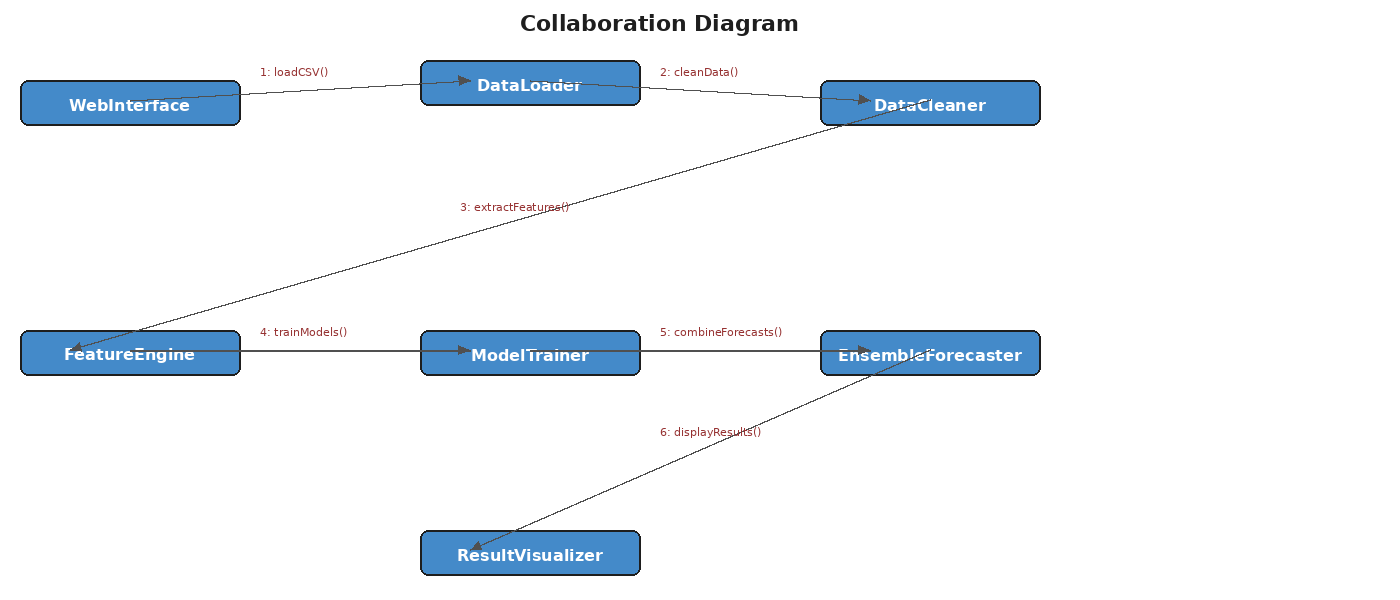 Collaboration Diagram
1: loadCSV()
2: cleanData()
WebInterface
DataLoader
DataCleaner
3: extractFeatures()
4: trainModels()
5: combineForecasts()
FeatureEngine
ModelTrainer
EnsembleForecaster
6: displayResults()
ResultVisualizer